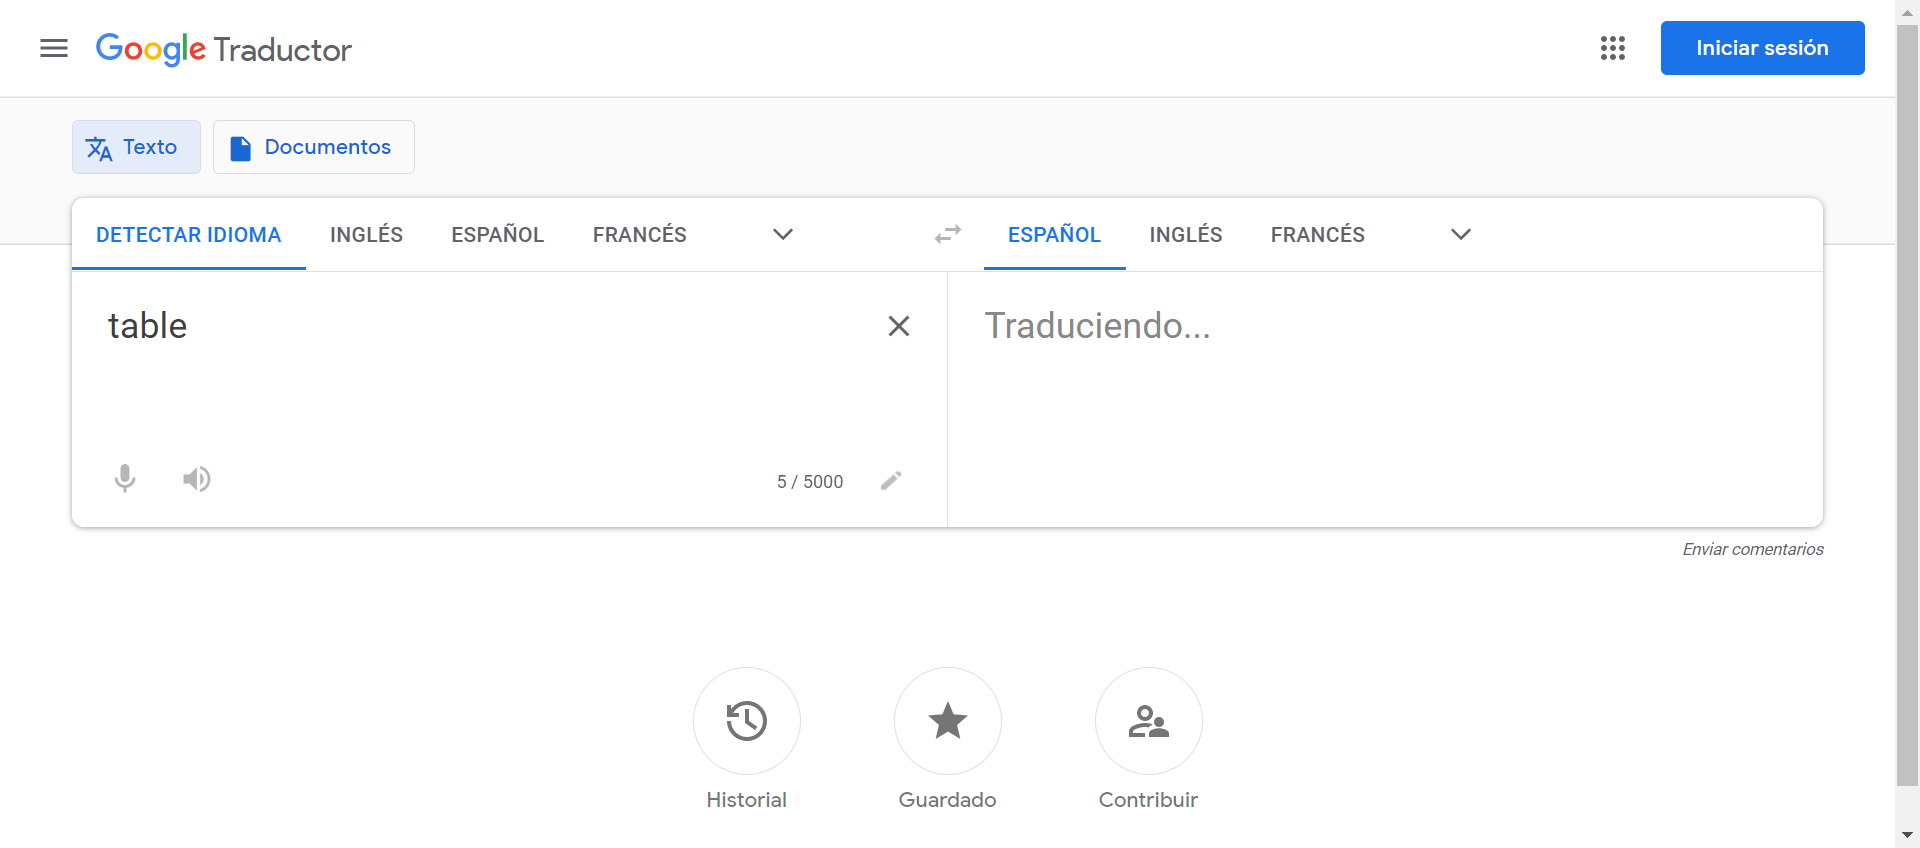 Google Traductor
Iniciar sesión
Texto
Documentos
DETECTAR IDIOMA INGLÉS ESPAÑOL FRANCÉS
ESPAÑOL INGLÉS FRANCÉS
table
Traduciendo...
5 / 5000
Enviar comentarios
Historial
Guardado
Contribuir